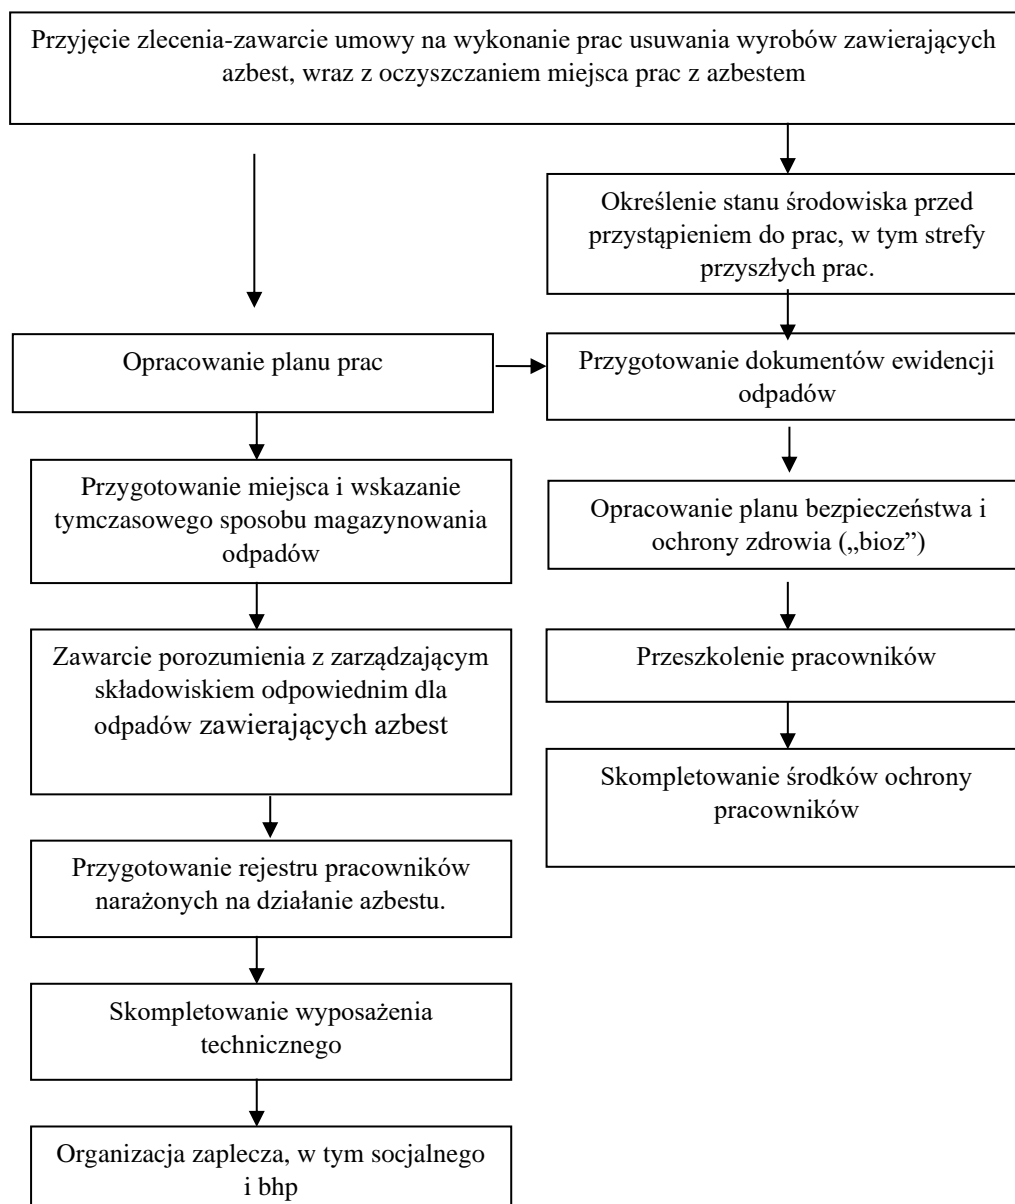 Przyjęcie zlecenia-zawarcie umowy na wykonanie prac usuwania wyrobów zawierających
azbest, wraz z oczyszczaniem miejsca prac z azbestem
Określenie stanu środowiska przed
przystąpieniem do prac, w tym strefy
przyszłych prac.
Opracowanie planu prac
Przygotowanie dokumentów ewidencji
odpadów
Przygotowanie miejsca i wskazanie
tymczasowego sposobu magazynowania
odpadów
Opracowanie planu bezpieczeństwa i
ochrony zdrowia („bioz”)
Zawarcie porozumienia z zarządzającym
składowiskiem odpowiednim dla
odpadów zawierających azbest
Przeszkolenie pracowników
Skompletowanie środków ochrony
pracowników
Przygotowanie rejestru pracowników
narażonych na działanie azbestu.
Skompletowanie wyposażenia
technicznego
Organizacja zaplecza, w tym socjalnego
i bhp